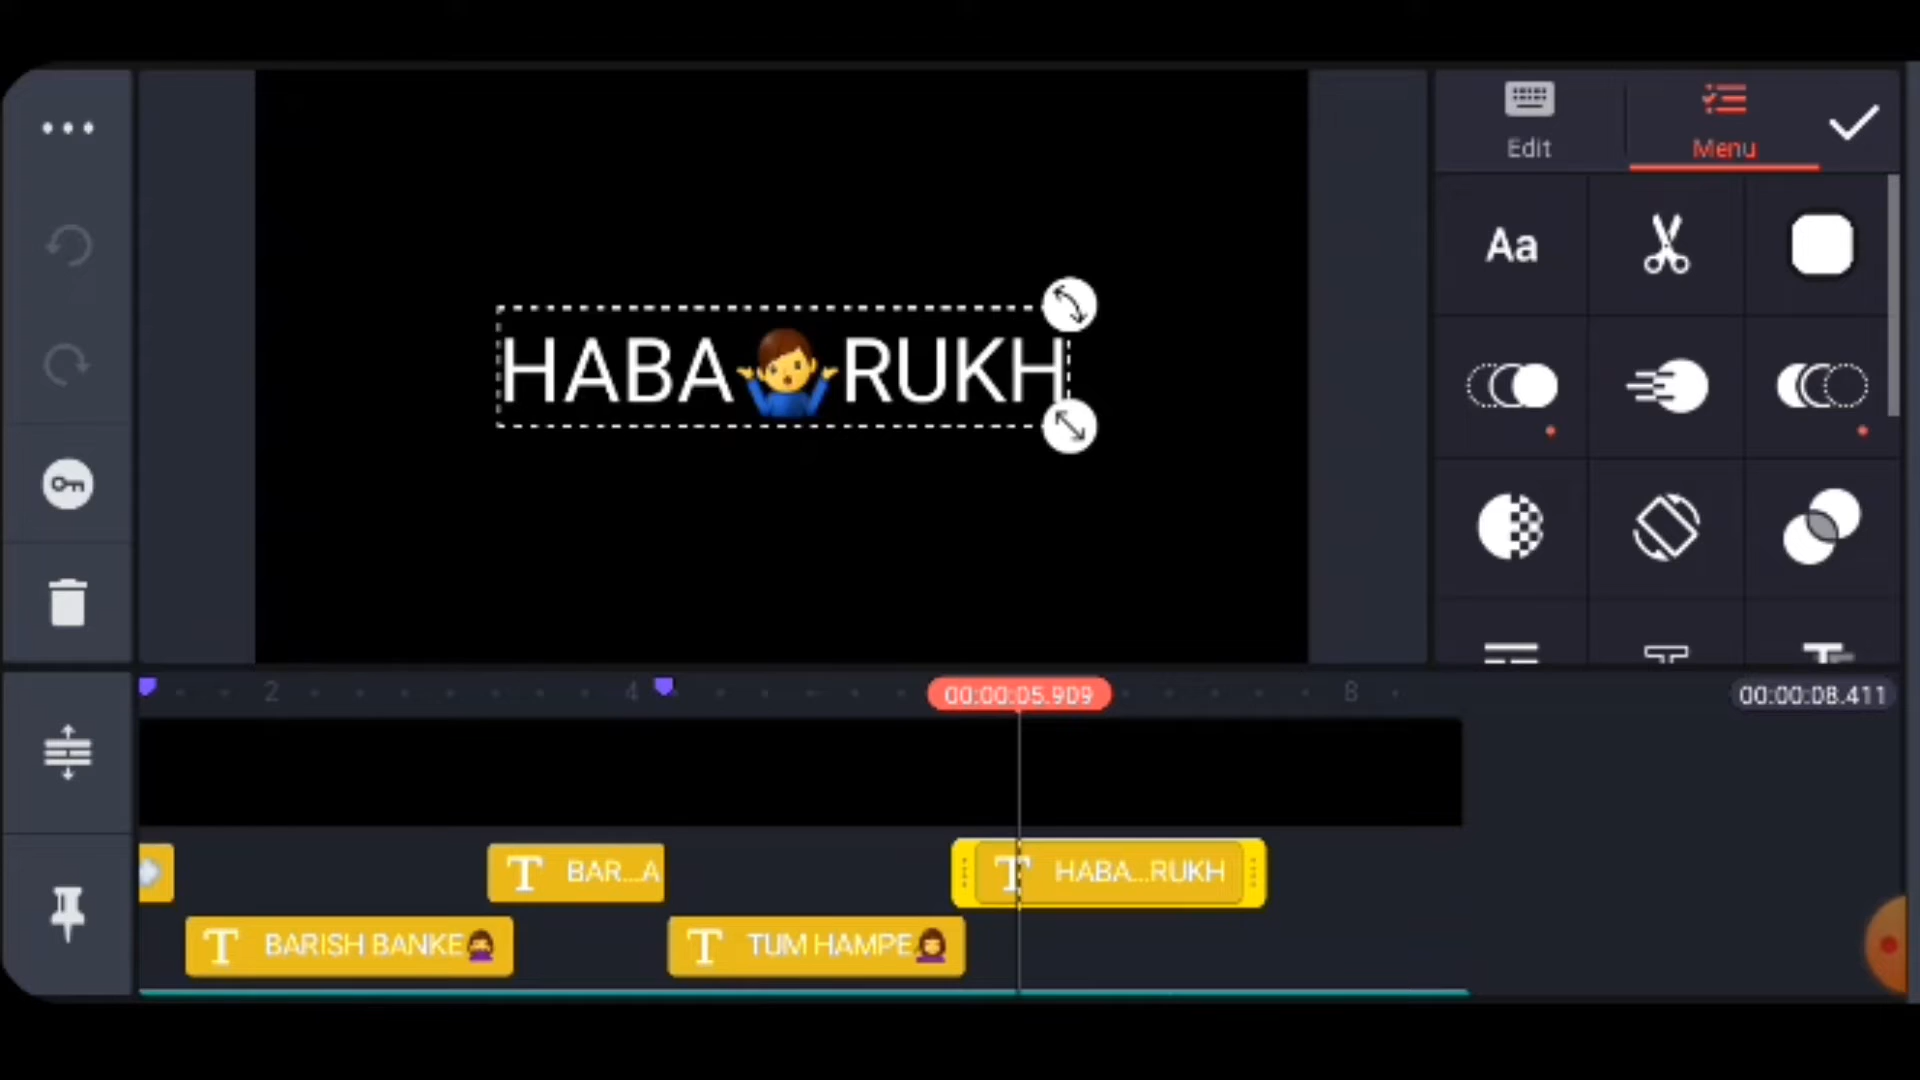 Edit
Menu
Aa
HABA🤷‍♂️RUKH
2
4
00:00:05.909
8
00:00:08.411
T BAR...A
T HABA...RUKH
T BARISH BANKE🙅‍♀️
T TUM HAMPE💁‍♀️